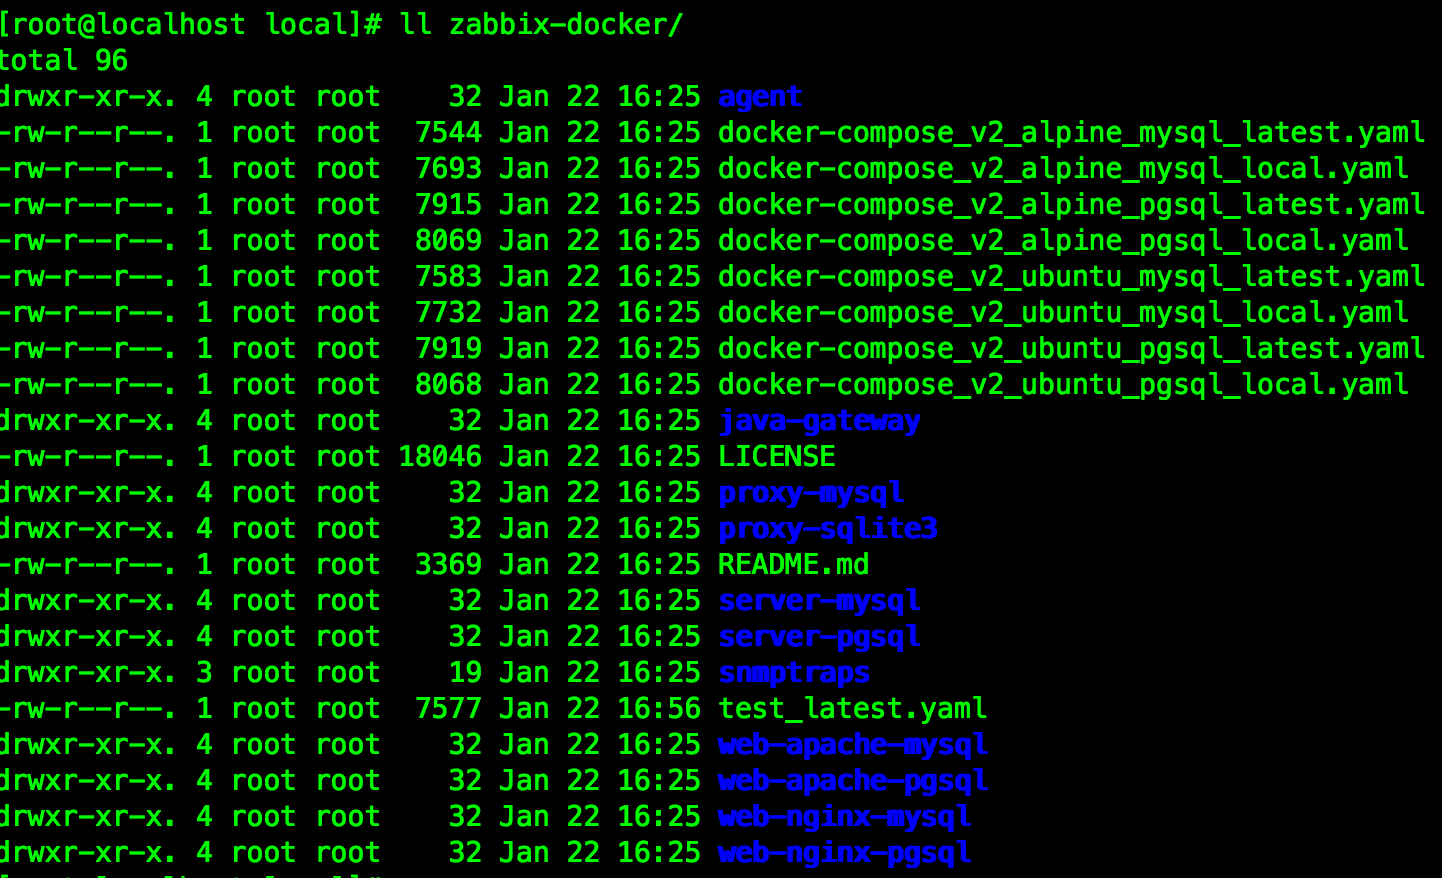 [root@localhost local]# ll zabbix-docker/
total 96
drwxr-xr-x. 4 root root    32 Jan 22 16:25 agent
-rw-r--r--. 1 root root  7544 Jan 22 16:25 docker-compose_v2_alpine_mysql_latest.yaml
-rw-r--r--. 1 root root  7693 Jan 22 16:25 docker-compose_v2_alpine_mysql_local.yaml
-rw-r--r--. 1 root root  7915 Jan 22 16:25 docker-compose_v2_alpine_pgsql_latest.yaml
-rw-r--r--. 1 root root  8069 Jan 22 16:25 docker-compose_v2_alpine_pgsql_local.yaml
-rw-r--r--. 1 root root  7583 Jan 22 16:25 docker-compose_v2_ubuntu_mysql_latest.yaml
-rw-r--r--. 1 root root  7732 Jan 22 16:25 docker-compose_v2_ubuntu_mysql_local.yaml
-rw-r--r--. 1 root root  7919 Jan 22 16:25 docker-compose_v2_ubuntu_pgsql_latest.yaml
-rw-r--r--. 1 root root  8068 Jan 22 16:25 docker-compose_v2_ubuntu_pgsql_local.yaml
drwxr-xr-x. 4 root root    32 Jan 22 16:25 java-gateway
-rw-r--r--. 1 root root 18046 Jan 22 16:25 LICENSE
drwxr-xr-x. 4 root root    32 Jan 22 16:25 proxy-mysql
drwxr-xr-x. 4 root root    32 Jan 22 16:25 proxy-sqlite3
-rw-r--r--. 1 root root  3369 Jan 22 16:25 README.md
drwxr-xr-x. 4 root root    32 Jan 22 16:25 server-mysql
drwxr-xr-x. 4 root root    32 Jan 22 16:25 server-pgsql
drwxr-xr-x. 3 root root    19 Jan 22 16:25 snmptraps
-rw-r--r--. 1 root root  7577 Jan 22 16:56 test_latest.yaml
drwxr-xr-x. 4 root root    32 Jan 22 16:25 web-apache-mysql
drwxr-xr-x. 4 root root    32 Jan 22 16:25 web-apache-pgsql
drwxr-xr-x. 4 root root    32 Jan 22 16:25 web-nginx-mysql
drwxr-xr-x. 4 root root    32 Jan 22 16:25 web-nginx-pgsql